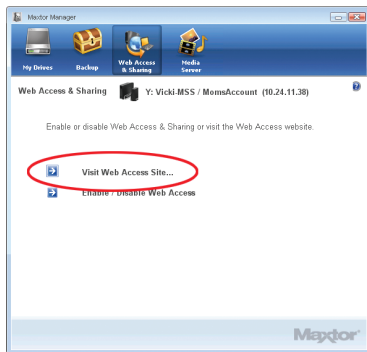 Maxtor Manager
My Drives
Backup
Web Access
& Sharing
Media
Server
Web Access & Sharing
Y: Vicki-MSS / MomsAccount (10.24.11.38)
?
Enable or disable Web Access & Sharing or visit the Web Access website.
Visit Web Access Site...
Enable / Disable Web Access
Maxtor